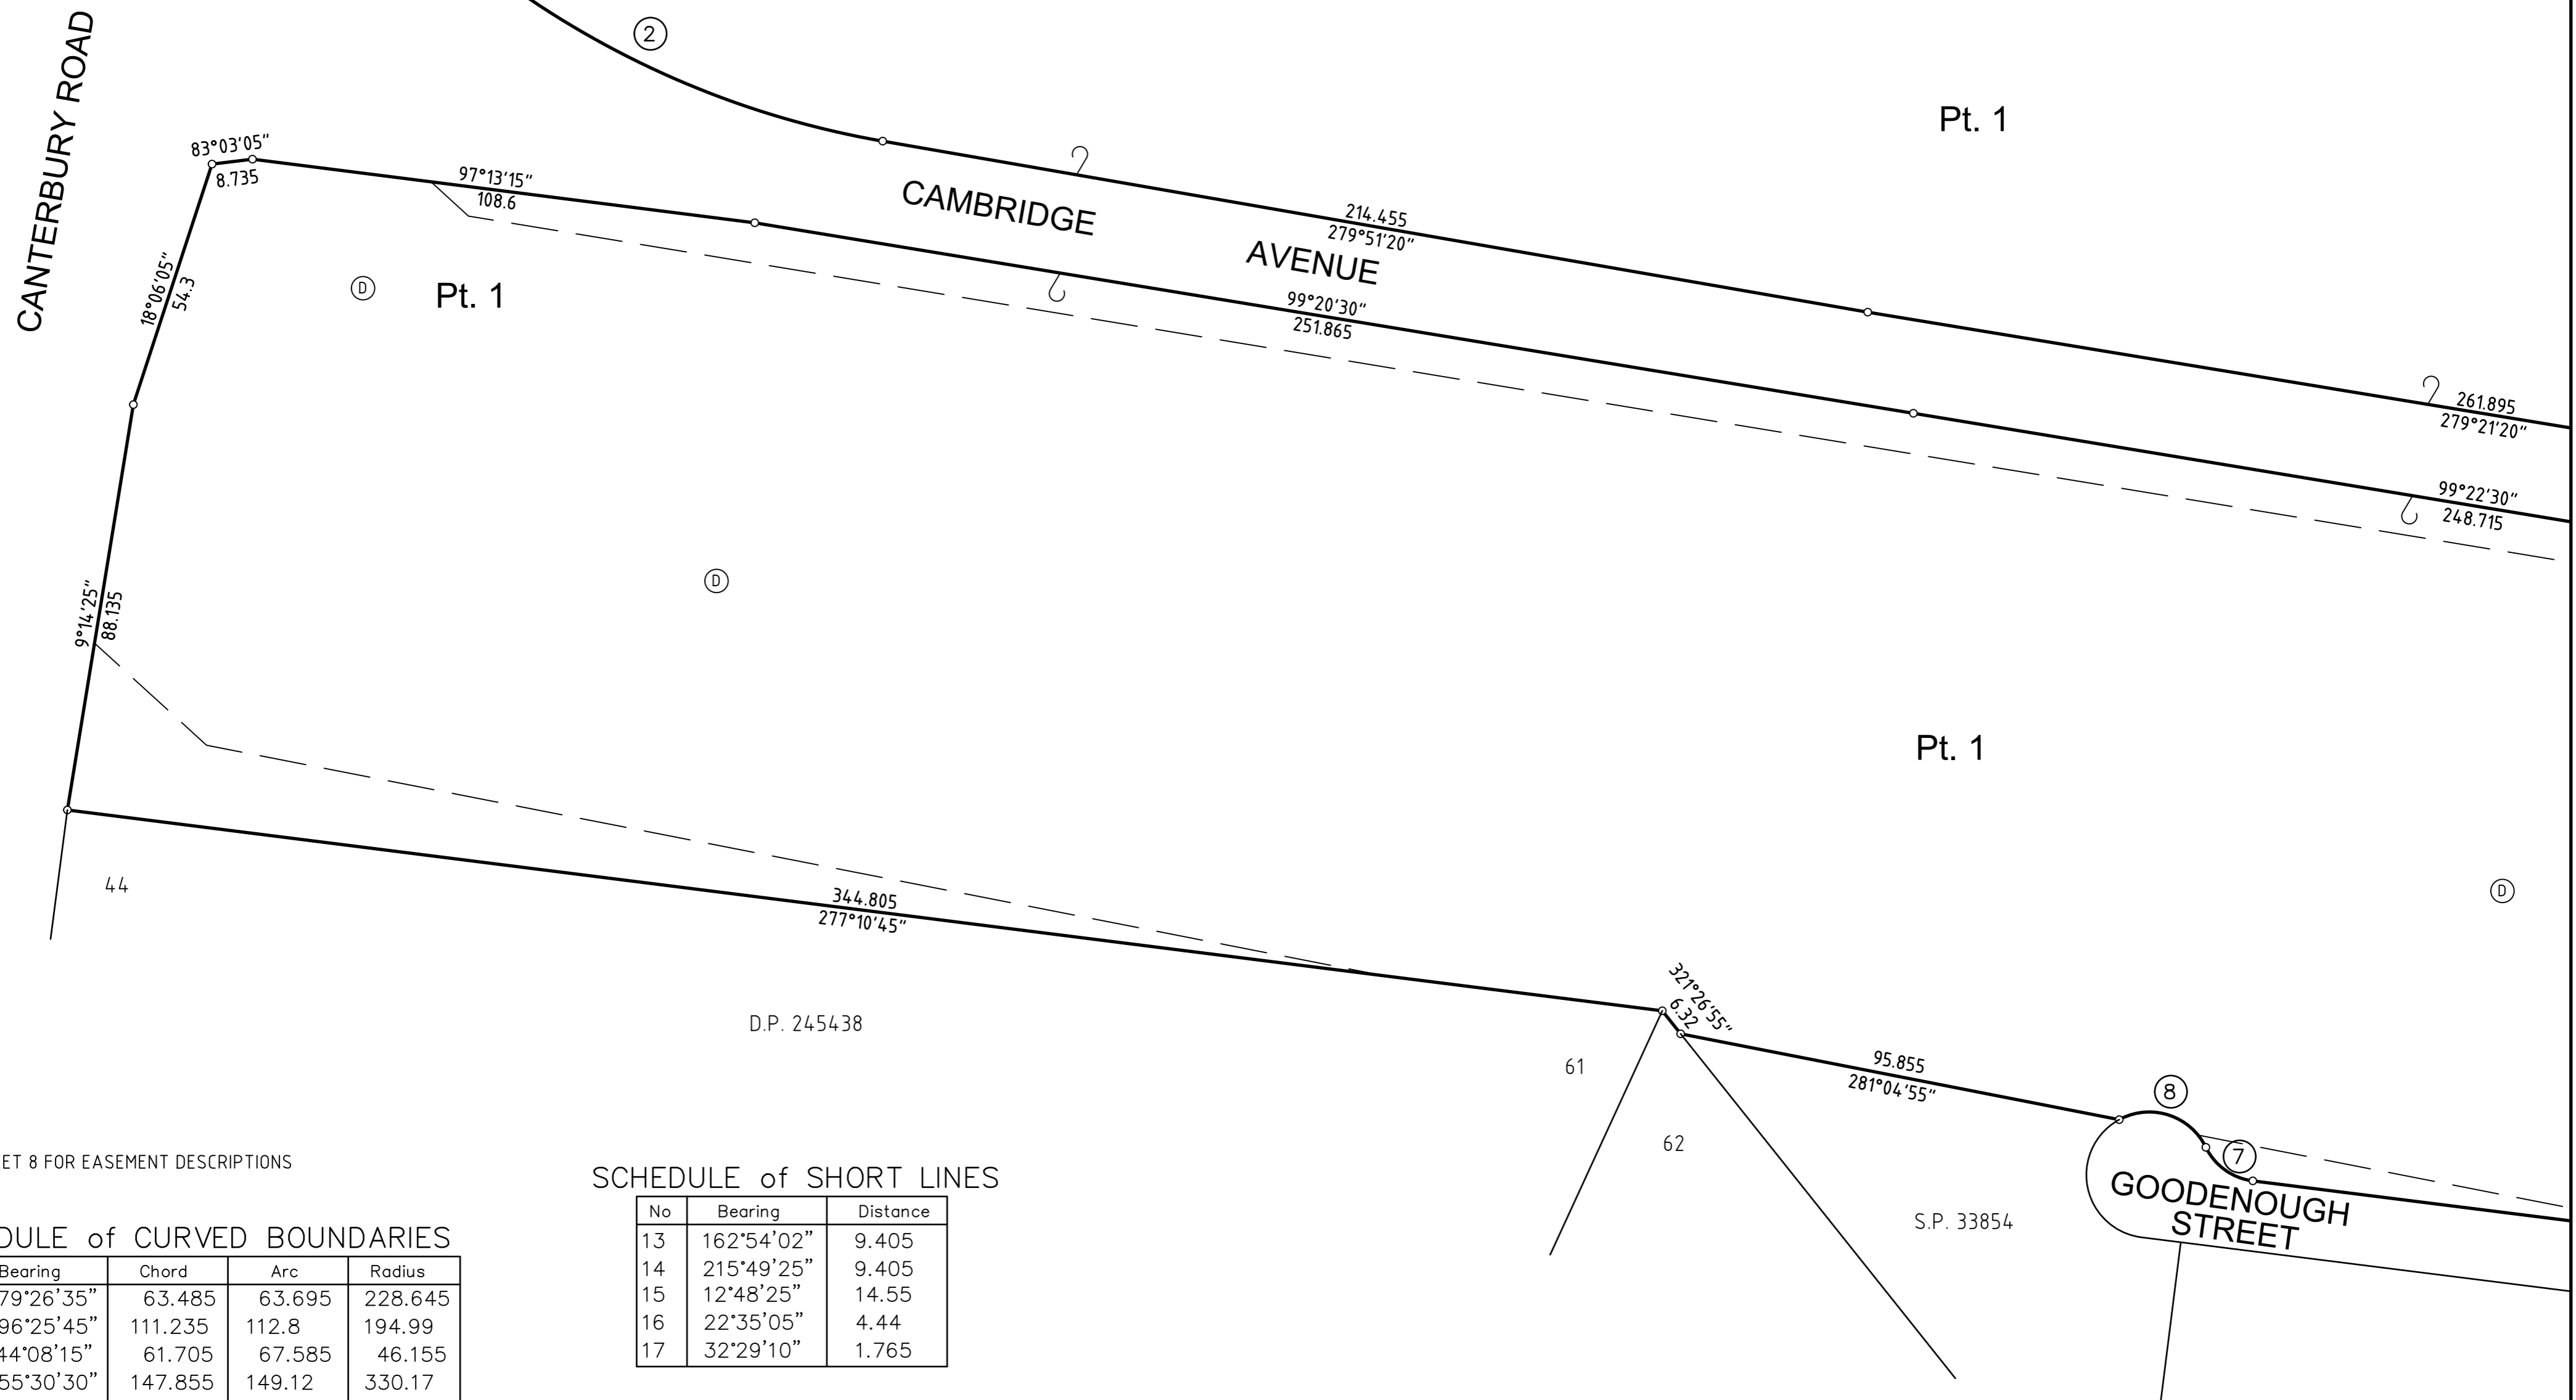 CANTERBURY ROAD
2
Pt. 1
83°03'05"
8.735
97°13'15"
108.6
CAMBRIDGE
AVENUE
214.455
279°51'20"
18°06'05"
54.3
D
Pt. 1
99°20'30"
251.865
261.895
279°21'20"
99°22'30"
248.715
9°14'25"
88.135
D
Pt. 1
44
344.805
277°10'45"
D
D.P. 245438
321°26'55"
6.32
61
62
95.855
281°04'55"
8
7
GOODENOUGH
STREET
S.P. 33854
ET 8 FOR EASEMENT DESCRIPTIONS
SCHEDULE of SHORT LINES
No Bearing Distance
13 162°54'02" 9.405
14 215°49'25" 9.405
15 12°48'25" 14.55
16 22°35'05" 4.44
17 32°29'10" 1.765
DULE of CURVED BOUNDARIES
Bearing Chord Arc Radius
79°26'35" 63.485 63.695 228.645
96°25'45" 111.235 112.8 194.99
44°08'15" 61.705 67.585 46.155
55°30'30" 147.855 149.12 330.17